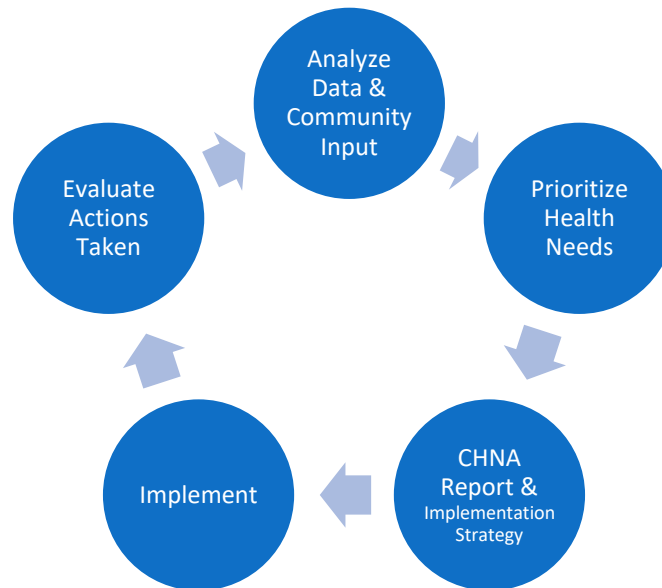 Analyze
Data &
Community
Input
Prioritize
Health
Needs
CHNA
Report &
Implementation
Strategy
Implement
Evaluate
Actions
Taken